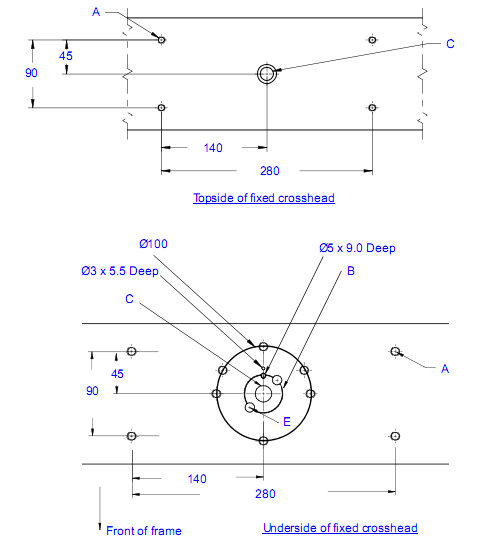 A
C
45
90
140
280
Topside of fixed crosshead
Ø100
Ø5 x 9.0 Deep
Ø3 x 5.5 Deep
B
C
A
45
90
E
140
280
Front of frame
Underside of fixed crosshead